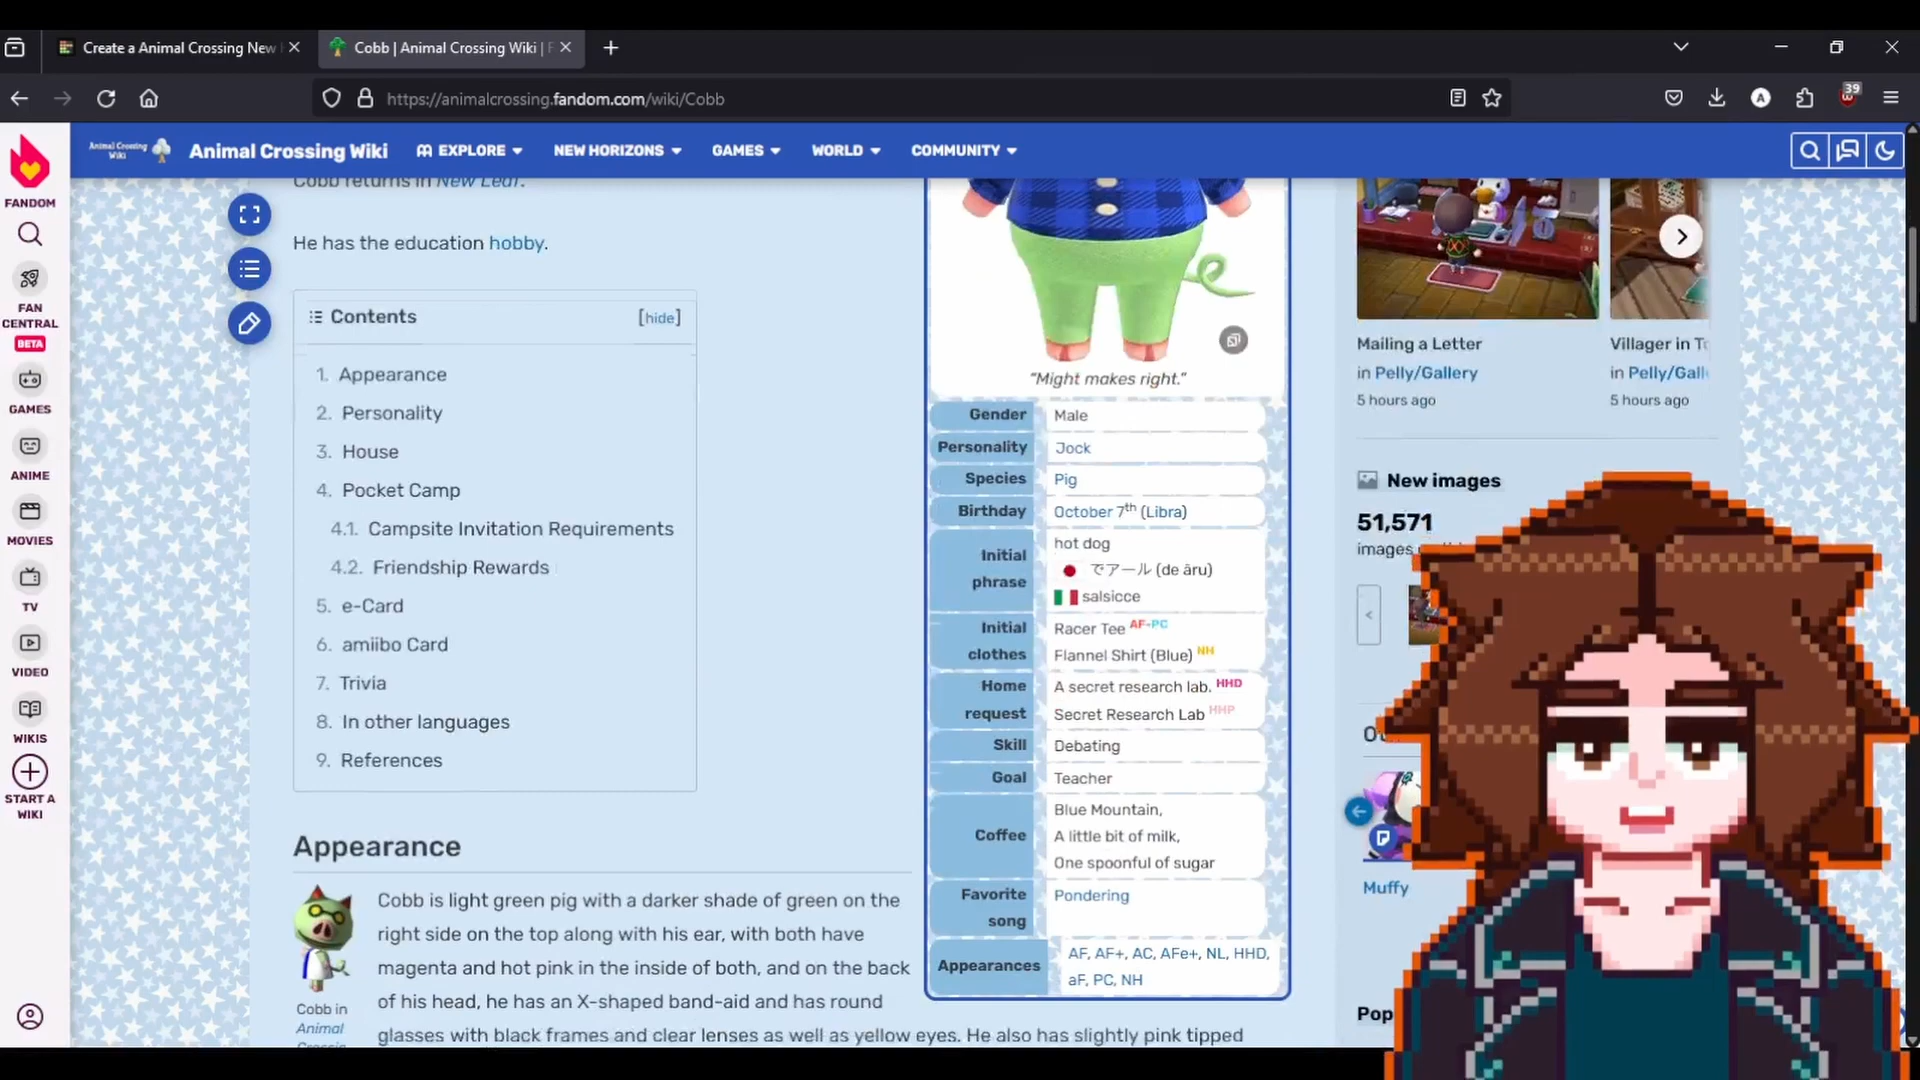 Create a Animal Crossing New
Cobb | Animal Crossing Wiki | F
https://animalcrossing.fandom.com/wiki/Cobb
A
39
Animal Crossing Wiki
Animal Crossing Wiki
EXPLORE
NEW HORIZONS
GAMES
WORLD
COMMUNITY
FANDOM
FAN
CENTRAL
BETA
GAMES
ANIME
MOVIES
TV
VIDEO
WIKIS
START A
WIKI
Cobb returns in New Leaf.
He has the education hobby.
Contents
[hide]
1. Appearance
2. Personality
3. House
4. Pocket Camp
4.1. Campsite Invitation Requirements
4.2. Friendship Rewards
5. e-Card
6. amiibo Card
7. Trivia
8. In other languages
9. References
Appearance
Cobb is light green pig with a darker shade of green on the
right side on the top along with his ear, with both have
magenta and hot pink in the inside of both, and on the back
of his head, he has an X-shaped band-aid and has round
glasses with black frames and clear lenses as well as yellow eyes. He also has slightly pink tipped
Cobb in
Animal
"Might makes right."
Gender Male
Personality Jock
Species Pig
Birthday October 7th (Libra)
Initial phrase hot dog
でアール (de āru)
salsicce
Initial clothes Racer Tee AF-PC
Flannel Shirt (Blue) NH
Home request A secret research lab. HHD
Secret Research Lab HHP
Skill Debating
Goal Teacher
Coffee Blue Mountain,
A little bit of milk,
One spoonful of sugar
Favorite song Pondering
Appearances AF, AF+, AC, AFe+, NL, HHD,
aF, PC, NH
Mailing a Letter
in Pelly/Gallery
5 hours ago
Villager in T
in Pelly/Gall
5 hours ago
New images
51,571
images
Muffy
Pop